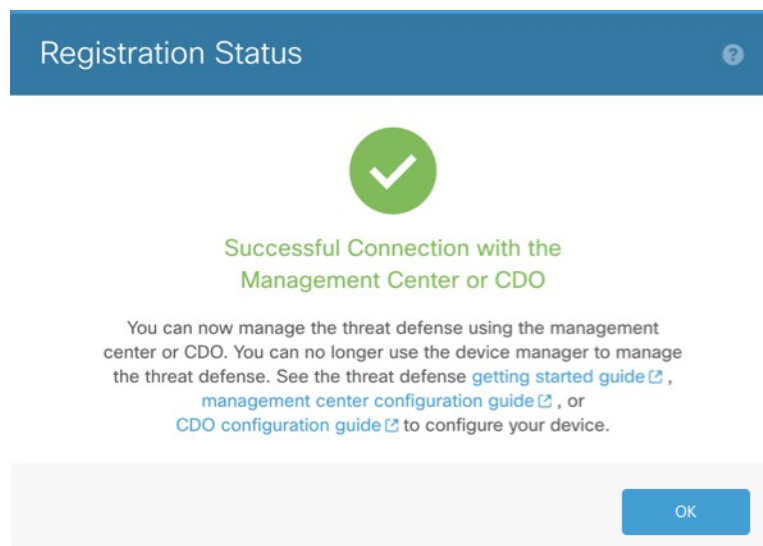 Registration Status
?
Successful Connection with the
Management Center or CDO
You can now manage the threat defense using the management
center or CDO. You can no longer use the device manager to manage
the threat defense. See the threat defense getting started guide ,
management center configuration guide , or
CDO configuration guide to configure your device.
OK